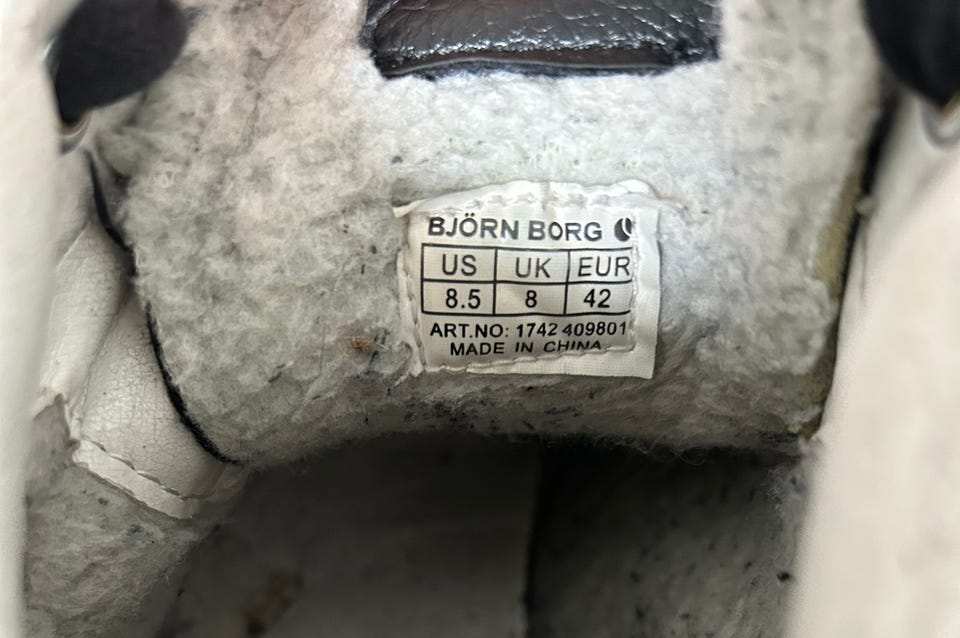 BJÖRN BORG
US UK EUR
8.5 8 42
ART.NO: 1742 409801
MADE IN CHINA